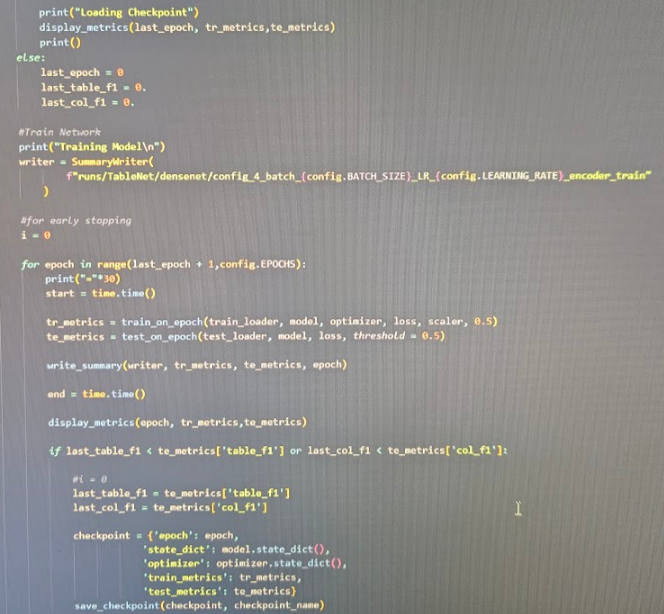 print("Loading Checkpoint")
display_metrics(last_epoch, tr_metrics,te_metrics)
print()
else:
last_epoch = 0
last_table_f1 = 0.
last_col_f1 = 0.
#Train Network
print("Training Model\n")
writer = SummaryWriter(
f"runs/TableNet/densenet/config_4_batch_{config.BATCH_SIZE}_LR_{config.LEARNING_RATE}_encoder_train"
)
#for early stopping
i = 0
for epoch in range(last_epoch + 1,config.EPOCHS):
print("="*30)
start = time.time()
tr_metrics = train_on_epoch(train_loader, model, optimizer, loss, scaler, 0.5)
te_metrics = test_on_epoch(test_loader, model, loss, threshold = 0.5)
write_summary(writer, tr_metrics, te_metrics, epoch)
end = time.time()
display_metrics(epoch, tr_metrics,te_metrics)
if last_table_f1 < te_metrics['table_f1'] or last_col_f1 < te_metrics['col_f1']:
#i = 0
last_table_f1 = te_metrics['table_f1']
last_col_f1 = te_metrics['col_f1']
checkpoint = {'epoch': epoch,
'state_dict': model.state_dict(),
'optimizer': optimizer.state_dict(),
'train_metrics': tr_metrics,
'test_metrics': te_metrics}
save_checkpoint(checkpoint, checkpoint_name)